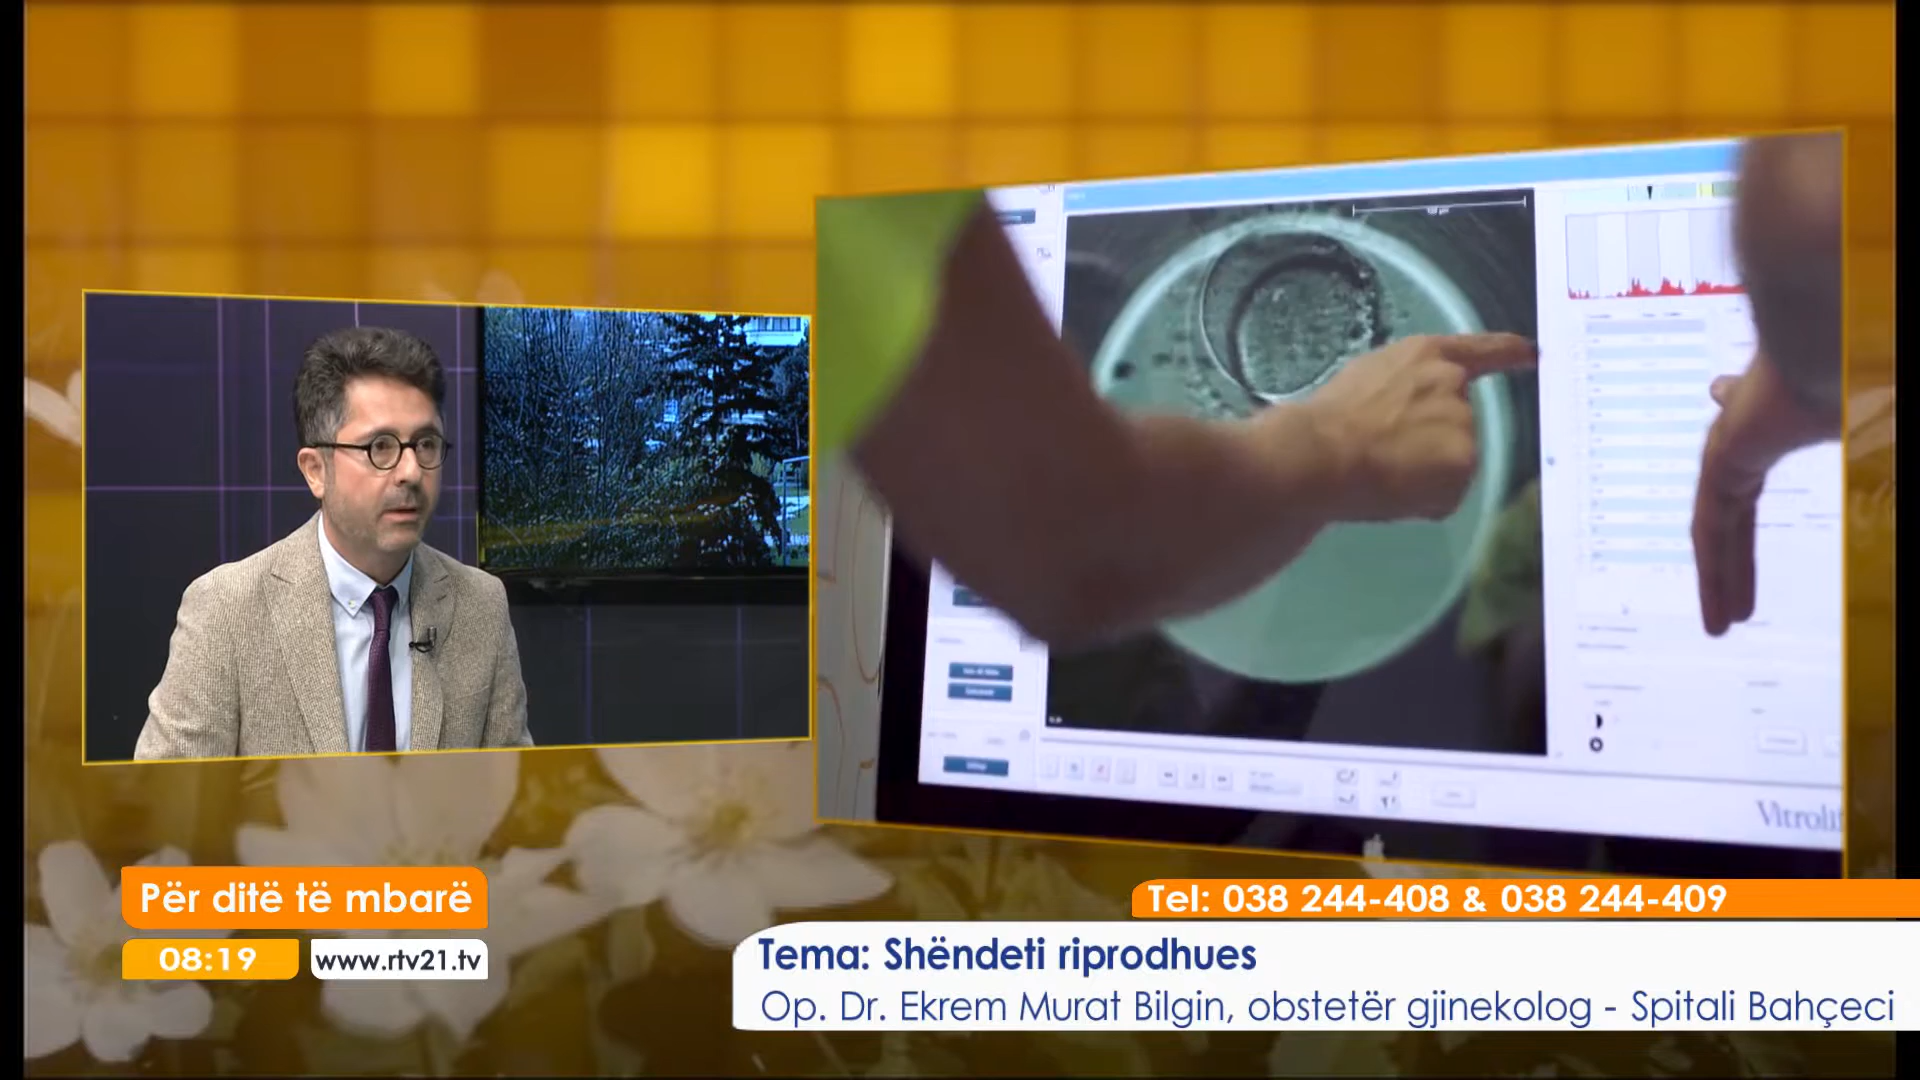 Vitrolif
Për ditë të mbarë
08:19
www.rtv21.tv
Tel: 038 244-408 & 038 244-409
Tema: Shëndeti riprodhues
Op. Dr. Ekrem Murat Bilgin, obstetër gjinekolog - Spitali Bahçeci